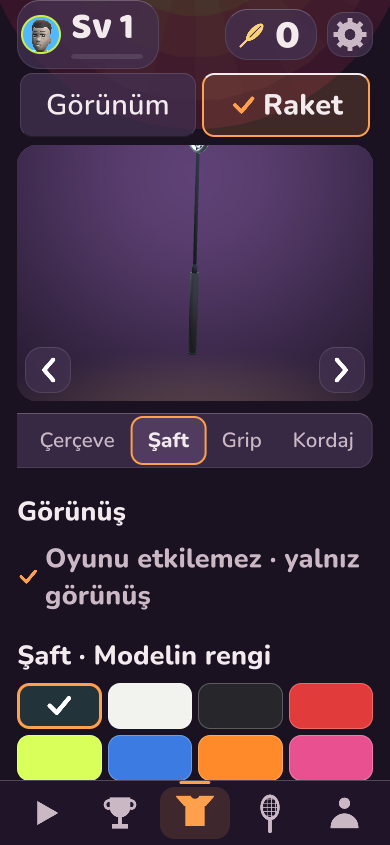 Sv 1
0
Görünüm
Raket
Çerçeve
Şaft
Grip
Kordaj
Görünüş
Oyunu etkilemez · yalnız
görünüş
Şaft · Modelin rengi